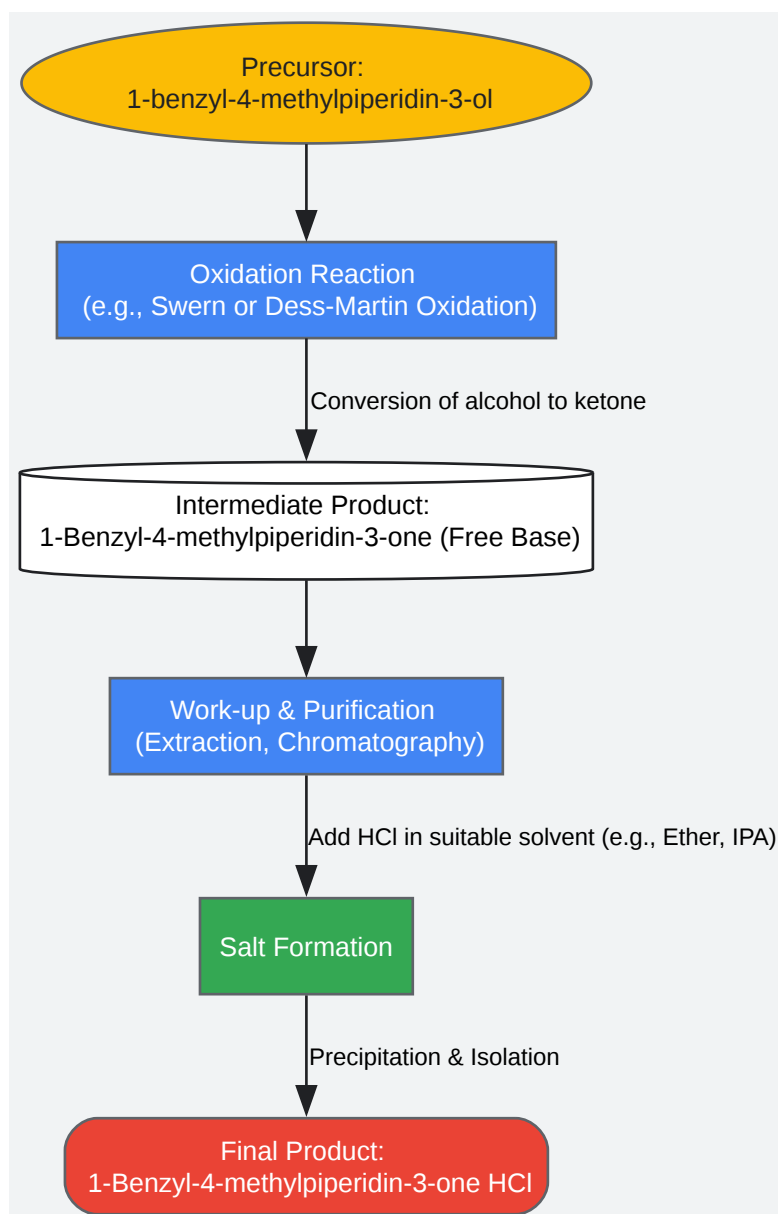 Precursor:
1-benzyl-4-methylpiperidin-3-ol
Oxidation Reaction
(e.g., Swern or Dess-Martin Oxidation)
Conversion of alcohol to ketone
Intermediate Product:
1-Benzyl-4-methylpiperidin-3-one (Free Base)
Work-up & Purification
(Extraction, Chromatography)
Add HCl in suitable solvent (e.g., Ether, IPA)
Salt Formation
Precipitation & Isolation
Final Product:
1-Benzyl-4-methylpiperidin-3-one HCl